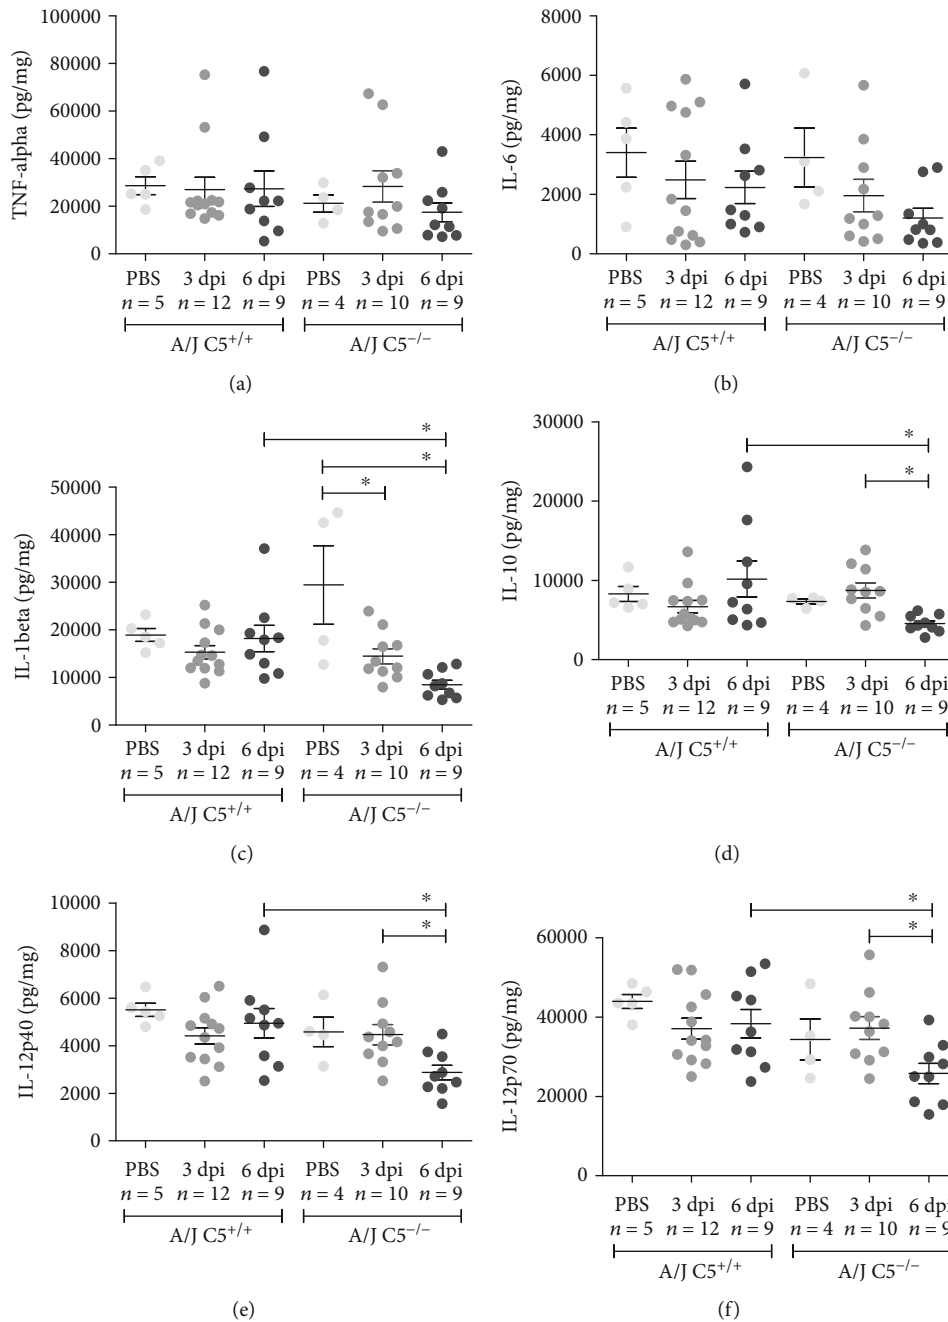 100000
80000
60000
40000
20000
0
TNF-alpha (pg/mg)
PBS 3 dpi 6 dpi PBS 3 dpi 6 dpi
n = 5 n = 12 n = 9 n = 4 n = 10 n = 9
A/J C5+/+ A/J C5−/−
(a)
8000
6000
4000
2000
0
IL-6 (pg/mg)
PBS 3 dpi 6 dpi PBS 3 dpi 6 dpi
n = 5 n = 12 n = 9 n = 4 n = 10 n = 9
A/J C5+/+ A/J C5−/−
(b)
*
*
*
50000
40000
30000
20000
10000
0
IL-1beta (pg/mg)
PBS 3 dpi 6 dpi PBS 3 dpi 6 dpi
n = 5 n = 12 n = 9 n = 4 n = 10 n = 9
A/J C5+/+ A/J C5−/−
(c)
*
*
30000
20000
10000
0
IL-10 (pg/mg)
PBS 3 dpi 6 dpi PBS 3 dpi 6 dpi
n = 5 n = 12 n = 9 n = 4 n = 10 n = 9
A/J C5+/+ A/J C5−/−
(d)
*
*
10000
8000
6000
4000
2000
0
IL-12p40 (pg/mg)
PBS 3 dpi 6 dpi PBS 3 dpi 6 dpi
n = 5 n = 12 n = 9 n = 4 n = 10 n = 9
A/J C5+/+ A/J C5−/−
(e)
*
*
60000
40000
20000
0
IL-12p70 (pg/mg)
PBS 3 dpi 6 dpi PBS 3 dpi 6 dpi
n = 5 n = 12 n = 9 n = 4 n = 10 n = 9
A/J C5+/+ A/J C5−/−
(f)